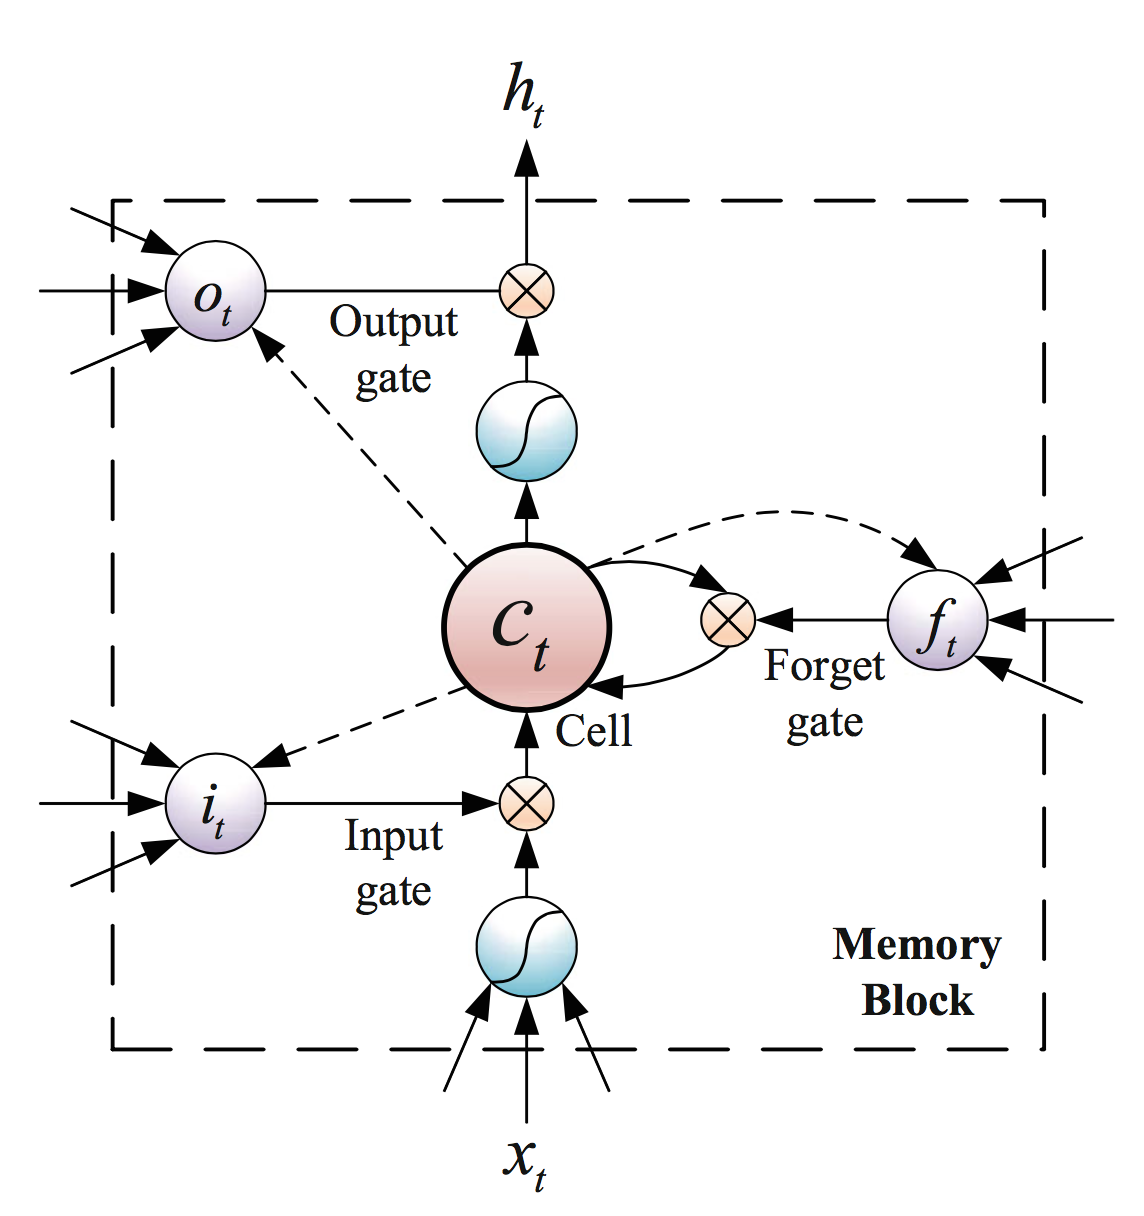 h_t
o_t
Output
gate
c_t
f_t
Forget
gate
Cell
i_t
Input
gate
Memory
Block
x_t